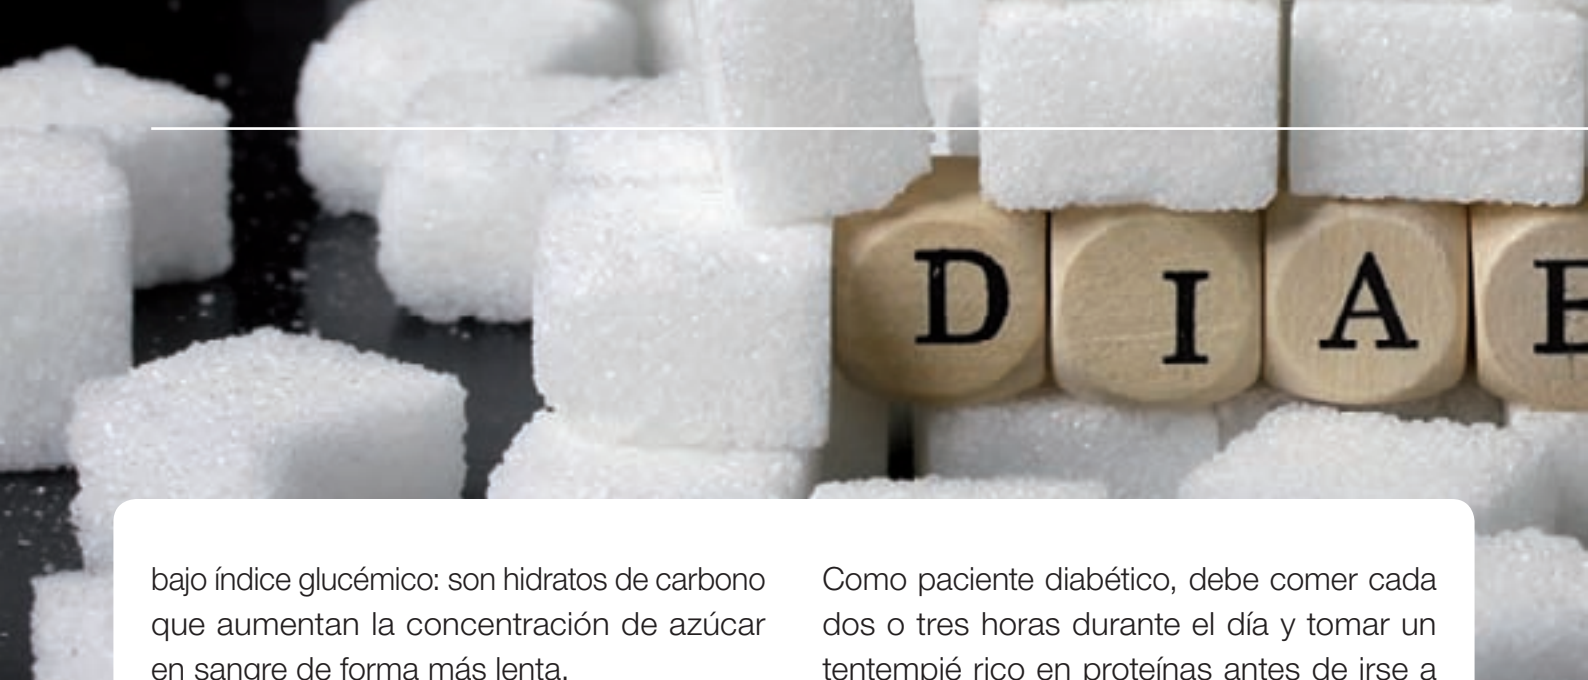 DIAB
bajo índice glucémico: son hidratos de carbono
que aumentan la concentración de azúcar
en sangre de forma más lenta.
Como paciente diabético, debe comer cada
dos o tres horas durante el día y tomar un
tentempié rico en proteínas antes de irse a